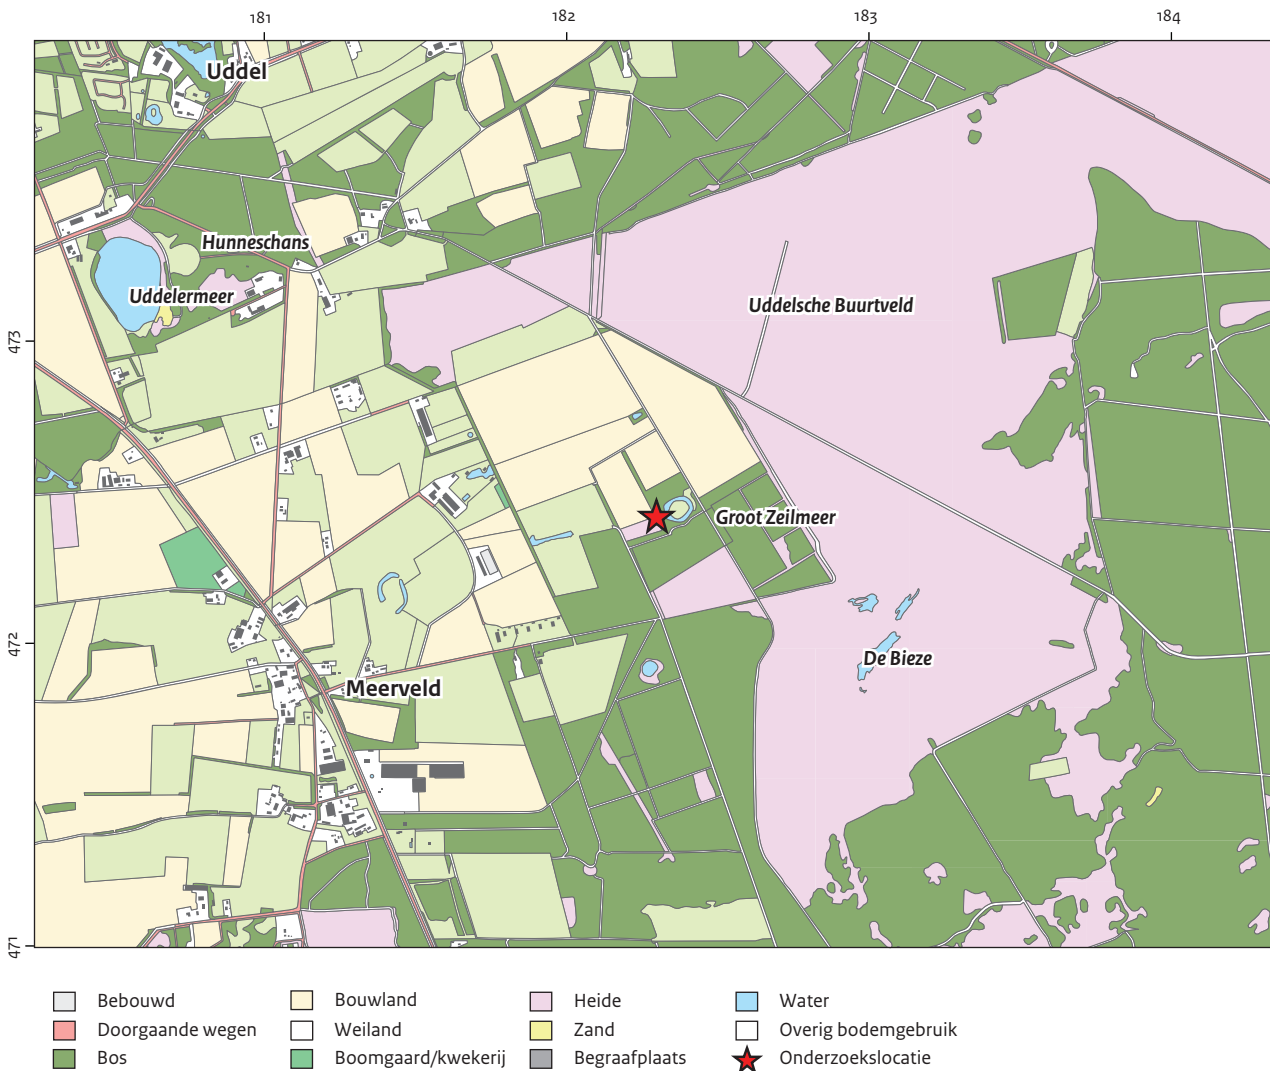 181 182 183 184
Uddel
Hunneschans
Uddelermeer
Uddelsche Buurtveld
473
Groot Zeilmeer
472
De Bieze
Meerveld
471
Bebouwd Bouwland Heide Water
Doorgaande wegen Weiland Zand Overig bodemgebruik
Bos Boomgaard/kwekerij Begraafplaats Onderzoekslocatie